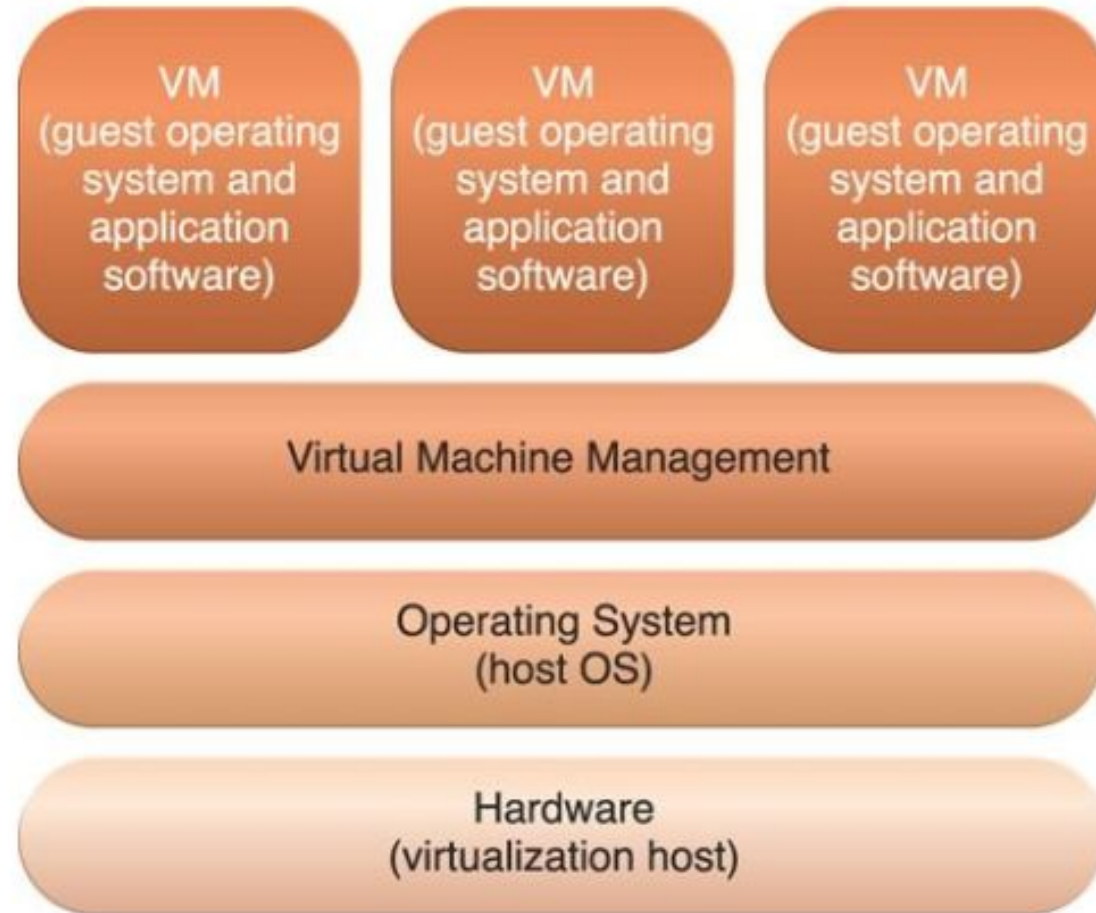 VM
(guest operating
system and
application
software)
VM
(guest operating
system and
application
software)
VM
(guest operating
system and
application
software)
Virtual Machine Management
Operating System
(host OS)
Hardware
(virtualization host)